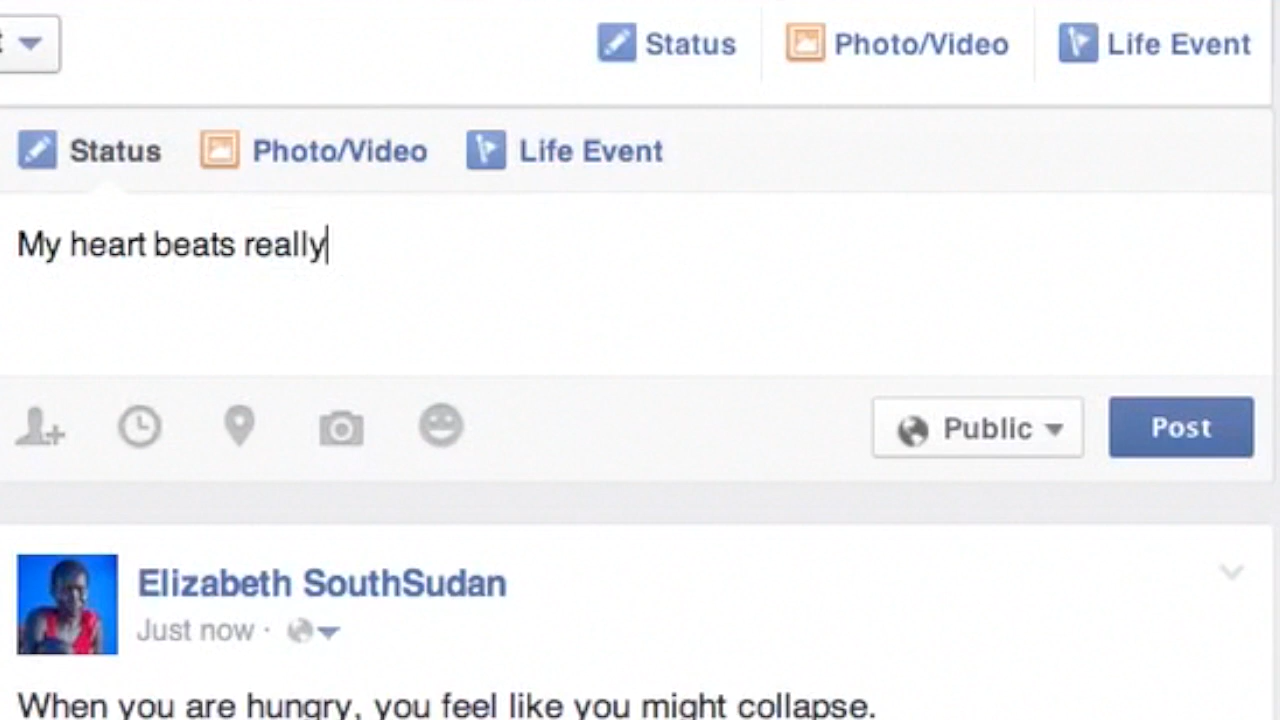 Status Photo/Video Life Event
Status Photo/Video Life Event
My heart beats really
Public Post
Elizabeth SouthSudan
Just now ·
When you are hungry, you feel like you might collapse.